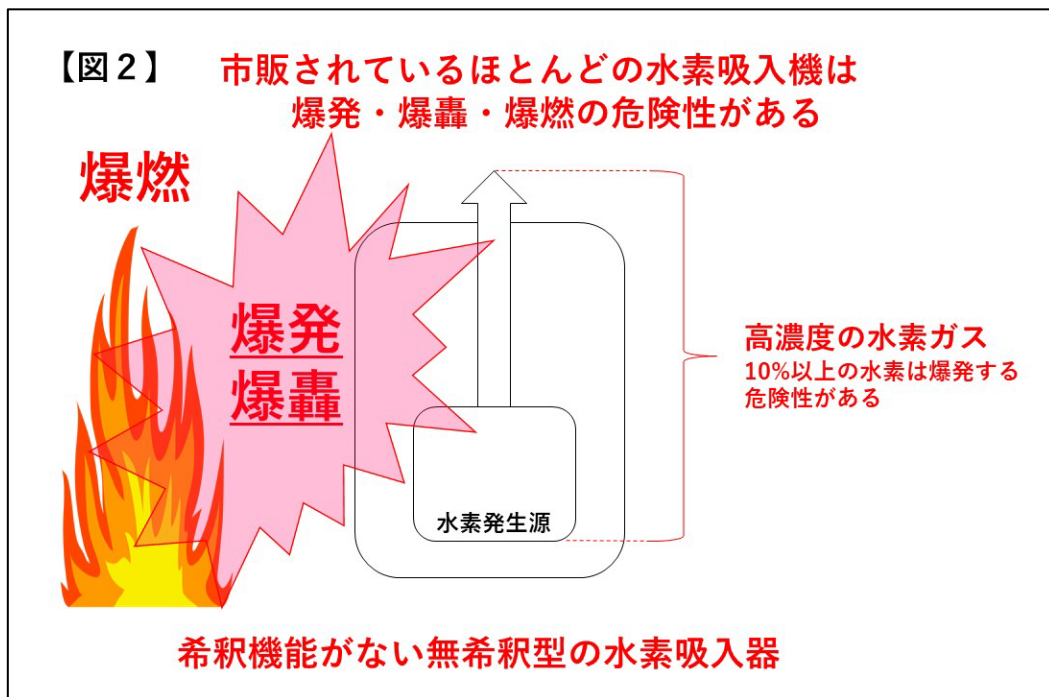 【図２】
市販されているほとんどの水素吸入機は
爆発・爆轟・爆燃の危険性がある
爆燃
爆発
爆轟
高濃度の水素ガス
10%以上の水素は爆発する
危険性がある
水素発生源
希釈機能がない無希釈型の水素吸入器